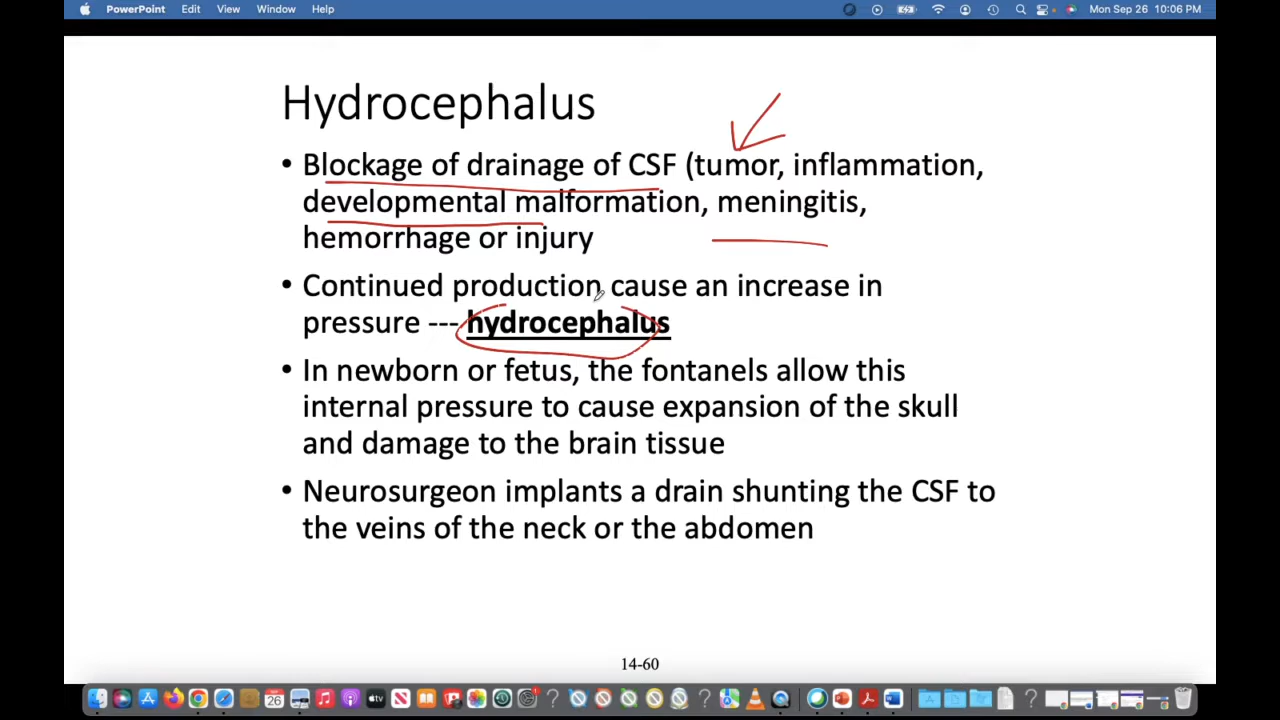 PowerPoint Edit View Window Help Mon Sep 26 10:06 PM
Hydrocephalus
• Blockage of drainage of CSF (tumor, inflammation,
developmental malformation, meningitis,
hemorrhage or injury
• Continued production cause an increase in
pressure --- hydrocephalus
• In newborn or fetus, the fontanels allow this
internal pressure to cause expansion of the skull
and damage to the brain tissue
• Neurosurgeon implants a drain shunting the CSF to
the veins of the neck or the abdomen
14-60